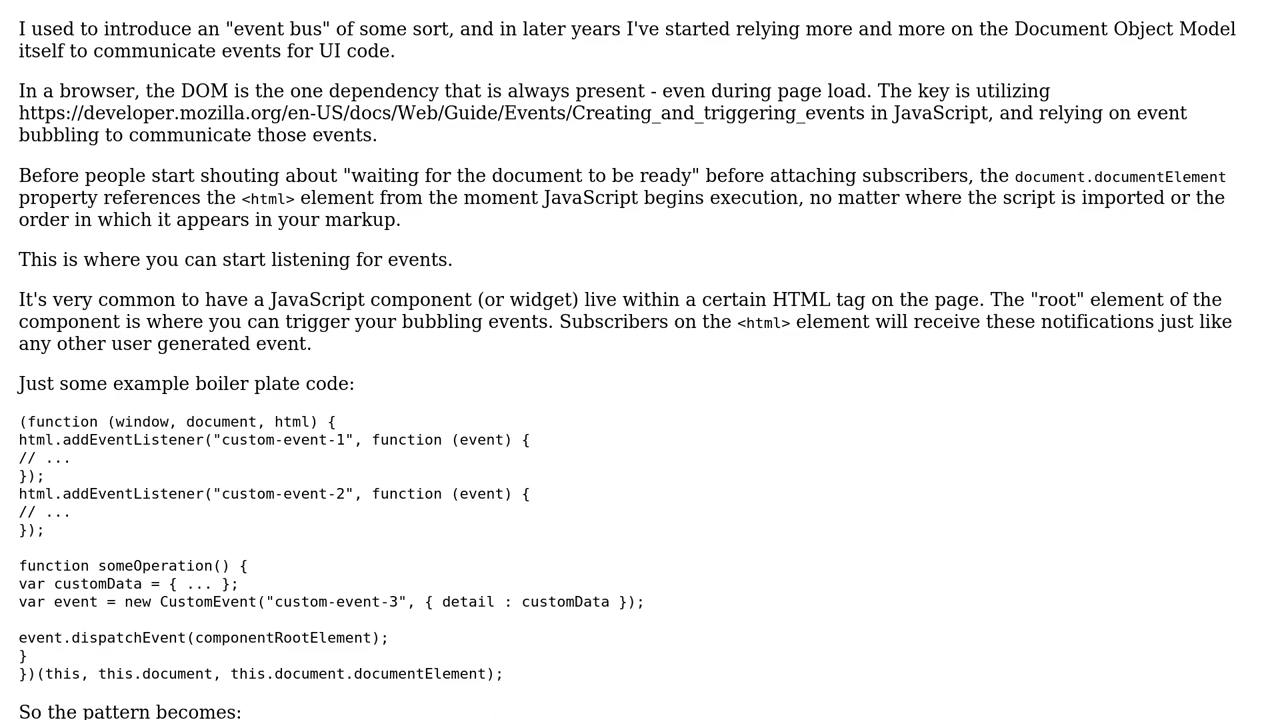 I used to introduce an "event bus" of some sort, and in later years I've started relying more and more on the Document Object Model
itself to communicate events for UI code.
In a browser, the DOM is the one dependency that is always present - even during page load. The key is utilizing
https://developer.mozilla.org/en-US/docs/Web/Guide/Events/Creating_and_triggering_events in JavaScript, and relying on event
bubbling to communicate those events.
Before people start shouting about "waiting for the document to be ready" before attaching subscribers, the document.documentElement
property references the <html> element from the moment JavaScript begins execution, no matter where the script is imported or the
order in which it appears in your markup.
This is where you can start listening for events.
It's very common to have a JavaScript component (or widget) live within a certain HTML tag on the page. The "root" element of the
component is where you can trigger your bubbling events. Subscribers on the <html> element will receive these notifications just like
any other user generated event.
Just some example boiler plate code:
(function (window, document, html) {
html.addEventListener("custom-event-1", function (event) {
// ...
});
html.addEventListener("custom-event-2", function (event) {
// ...
});
function someOperation() {
var customData = { ... };
var event = new CustomEvent("custom-event-3", { detail : customData });
event.dispatchEvent(componentRootElement);
}
})(this, this.document, this.document.documentElement);
So the pattern becomes: